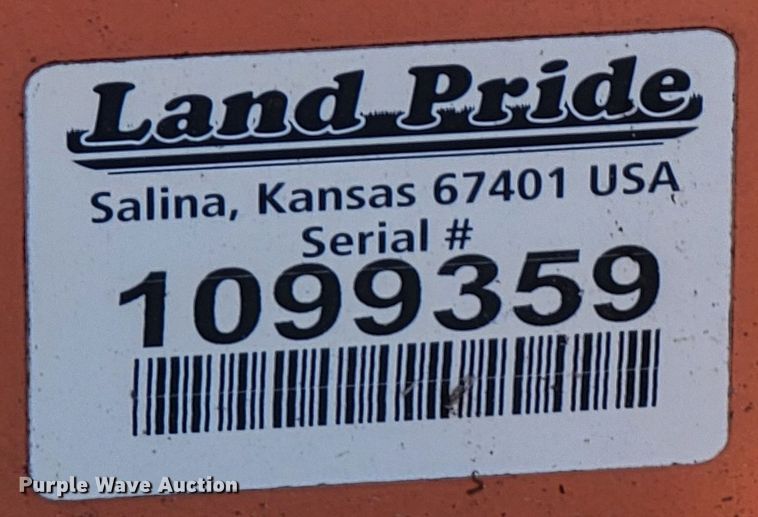 Land Pride
Salina, Kansas 67401 USA
Serial #
1099359
Purple Wave Auction